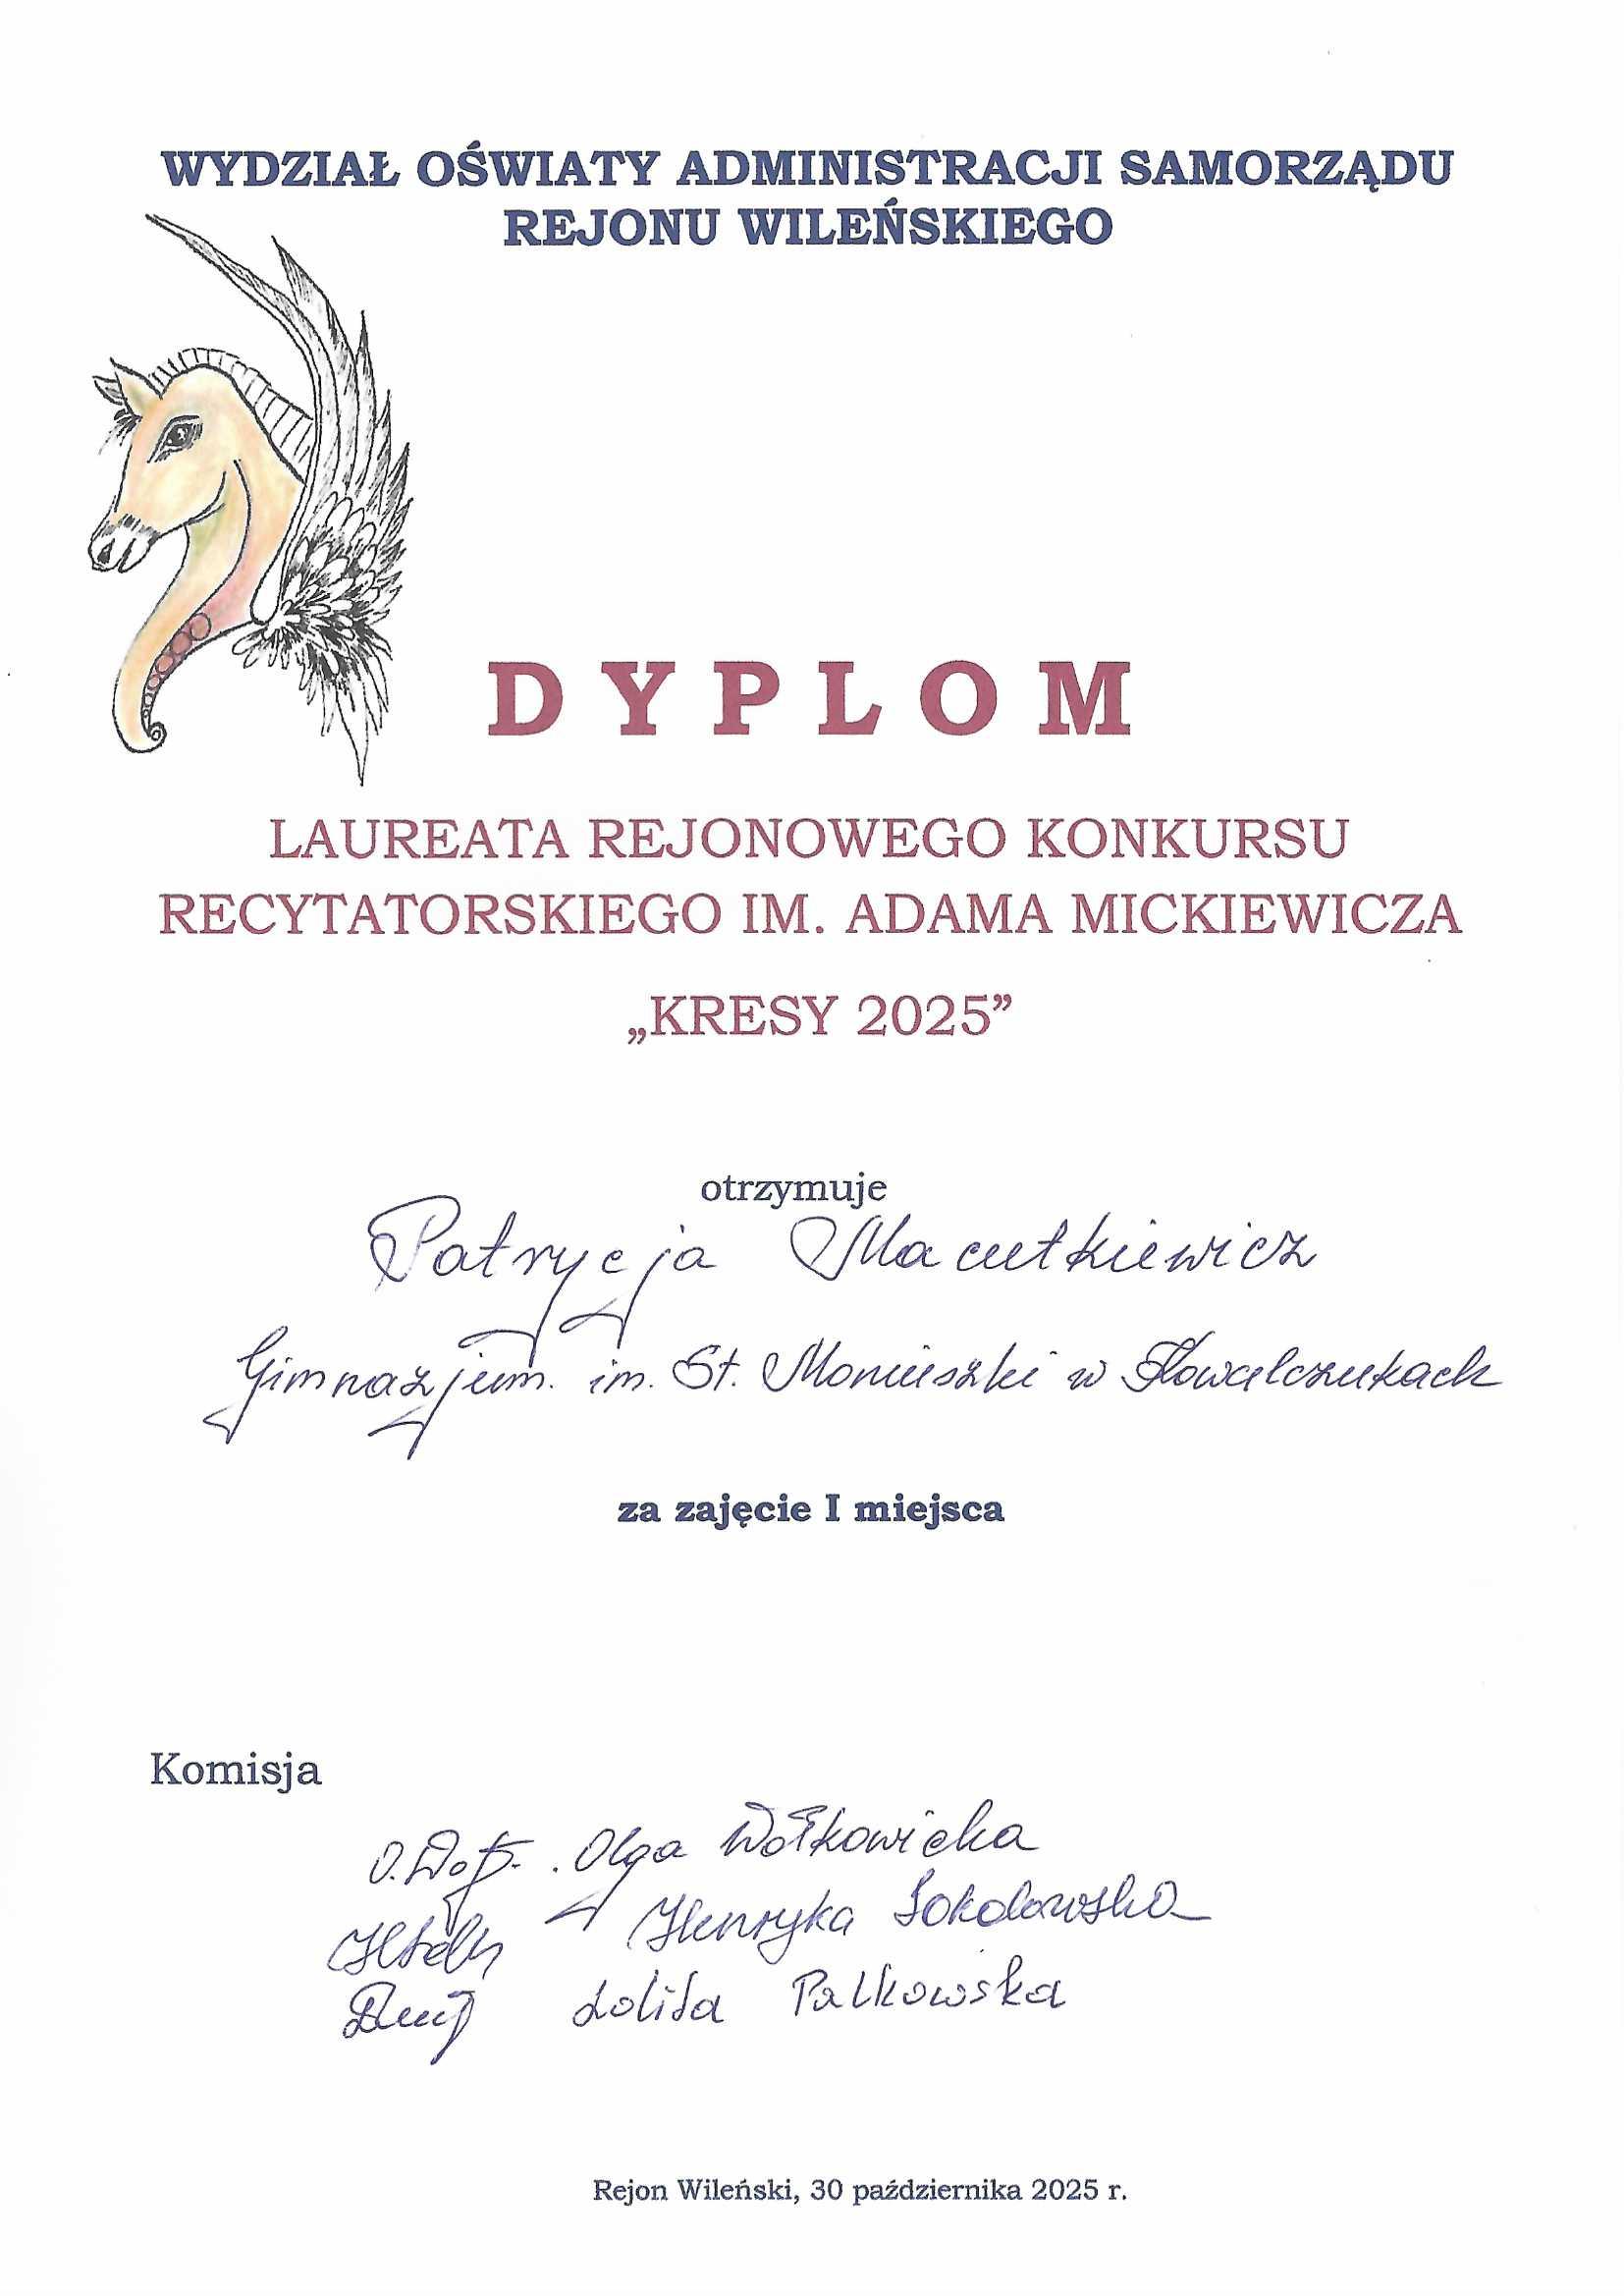 WYDZIAŁ OŚWIATY ADMINISTRACJI SAMORZĄDU
REJONU WILEŃSKIEGO
DYPLOM
LAUREATA REJONOWEGO KONKURSU
RECYTATORSKIEGO IM. ADAMA MICKIEWICZA
„KRESY 2025”
otrzymuje
Patrycja Macutkiewicz
Gimnazjum. im. St. Moniuszki w Kowalczukach
za zajęcie I miejsca
Komisja
Olga Wołkowicka
Henryka Sokołowska
Lolita Palkowska
Rejon Wileński, 30 października 2025 r.